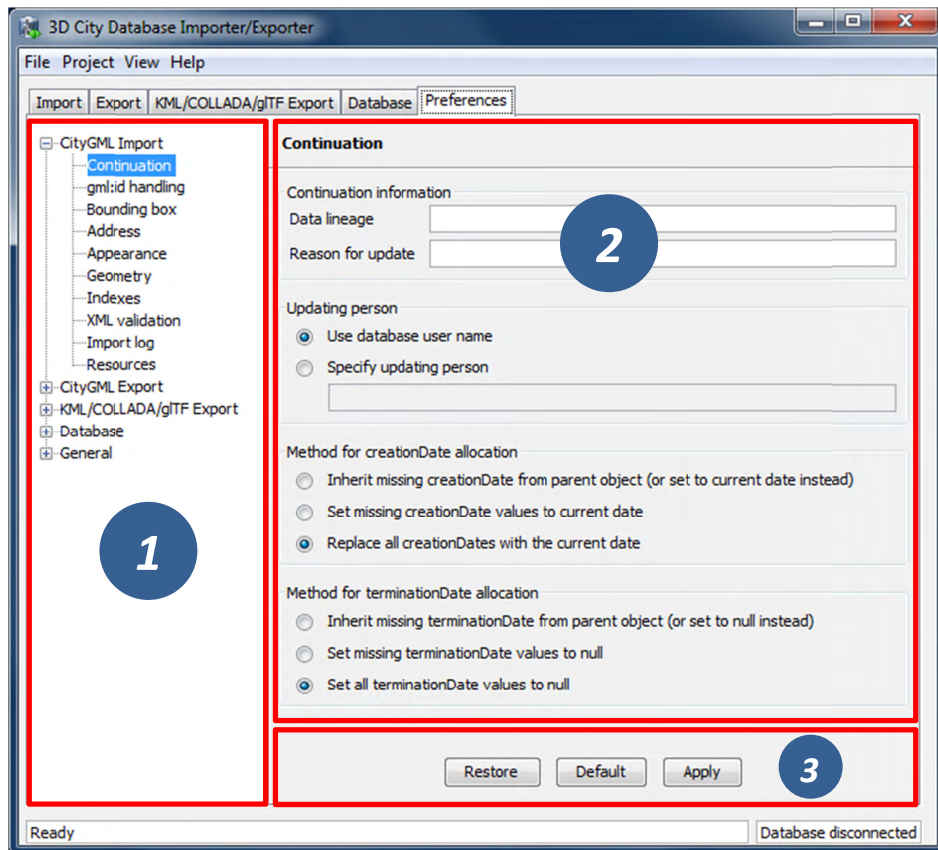 3D City Database Importer/Exporter
File Project View Help
Import Export KML/COLLADA/glTF Export Database Preferences
CityGML Import
Continuation
gml:id handling
Bounding box
Address
Appearance
Geometry
Indexes
XML validation
Import log
Resources
CityGML Export
KML/COLLADA/glTF Export
Database
General
1
Continuation
Continuation information
Data lineage
Reason for update
2
Updating person
Use database user name
Specify updating person
Method for creationDate allocation
Inherit missing creationDate from parent object (or set to current date instead)
Set missing creationDate values to current date
Replace all creationDates with the current date
Method for terminationDate allocation
Inherit missing terminationDate from parent object (or set to null instead)
Set missing terminationDate values to null
Set all terminationDate values to null
Restore Default Apply
3
Ready
Database disconnected